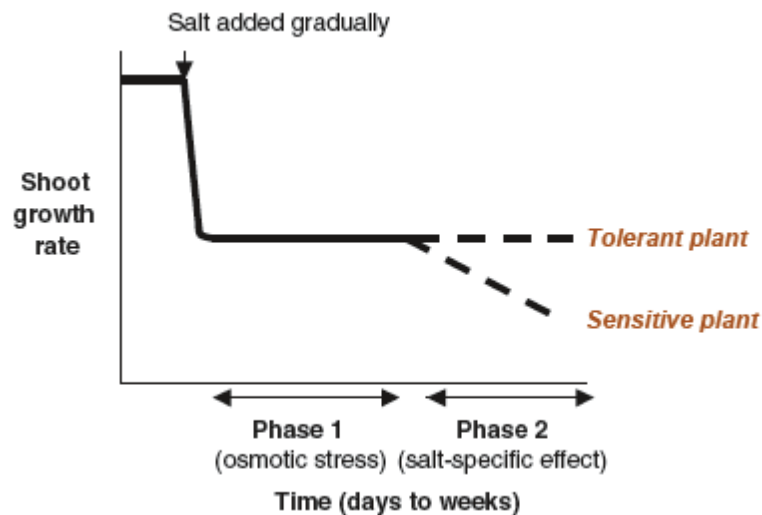 Salt added gradually
Shoot
growth
rate
Tolerant plant
Sensitive plant
Phase 1
(osmotic stress)
Phase 2
(salt-specific effect)
Time (days to weeks)